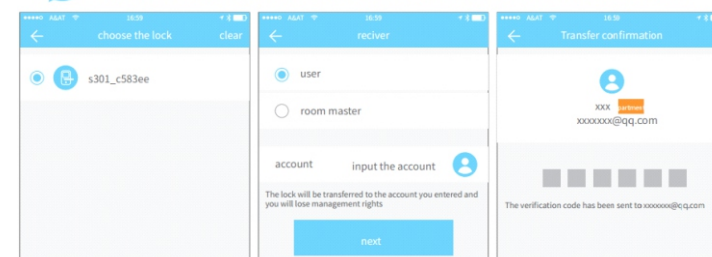 ●●●●○ A&AT 16:59
choose the lock clear
s301_c583ee
●●●●○ A&AT 16:59
reciver
user
room master
account input the account
The lock will be transferred to the account you entered and
you will lose management rights
next
●●●●○ A&AT 16:59
Transfer confirmation
xxx partment
xxxxxxx@qq.com
The verification code has been sent to xxxxxxx@qq.com